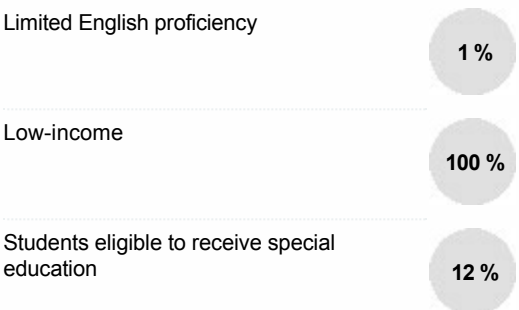 Limited English proficiency
1 %
Low-income
100 %
Students eligible to receive special
education
12 %